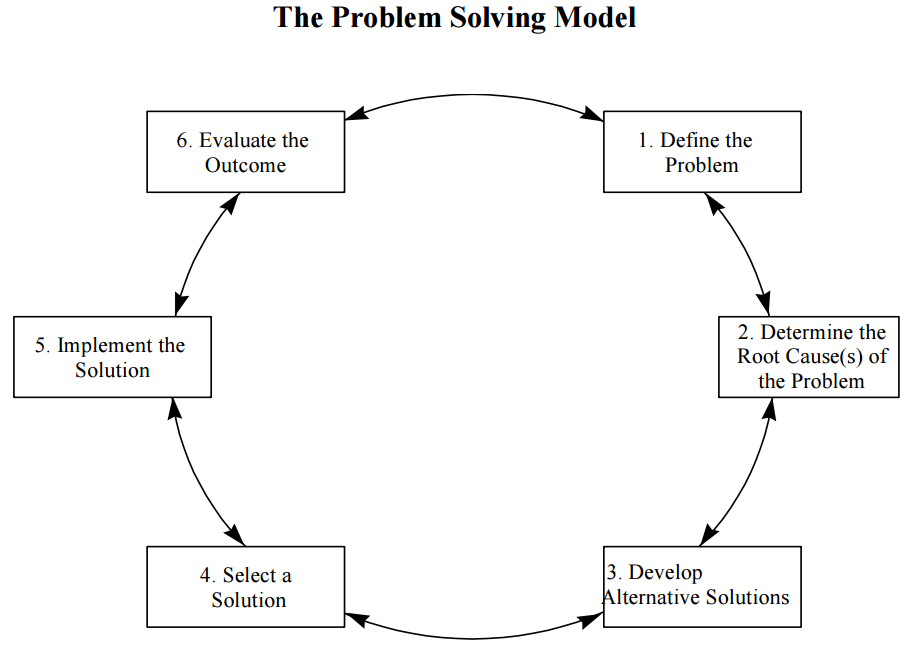 The Problem Solving Model
1. Define the
Problem
2. Determine the
Root Cause(s) of
the Problem
3. Develop
Alternative Solutions
4. Select a
Solution
5. Implement the
Solution
6. Evaluate the
Outcome